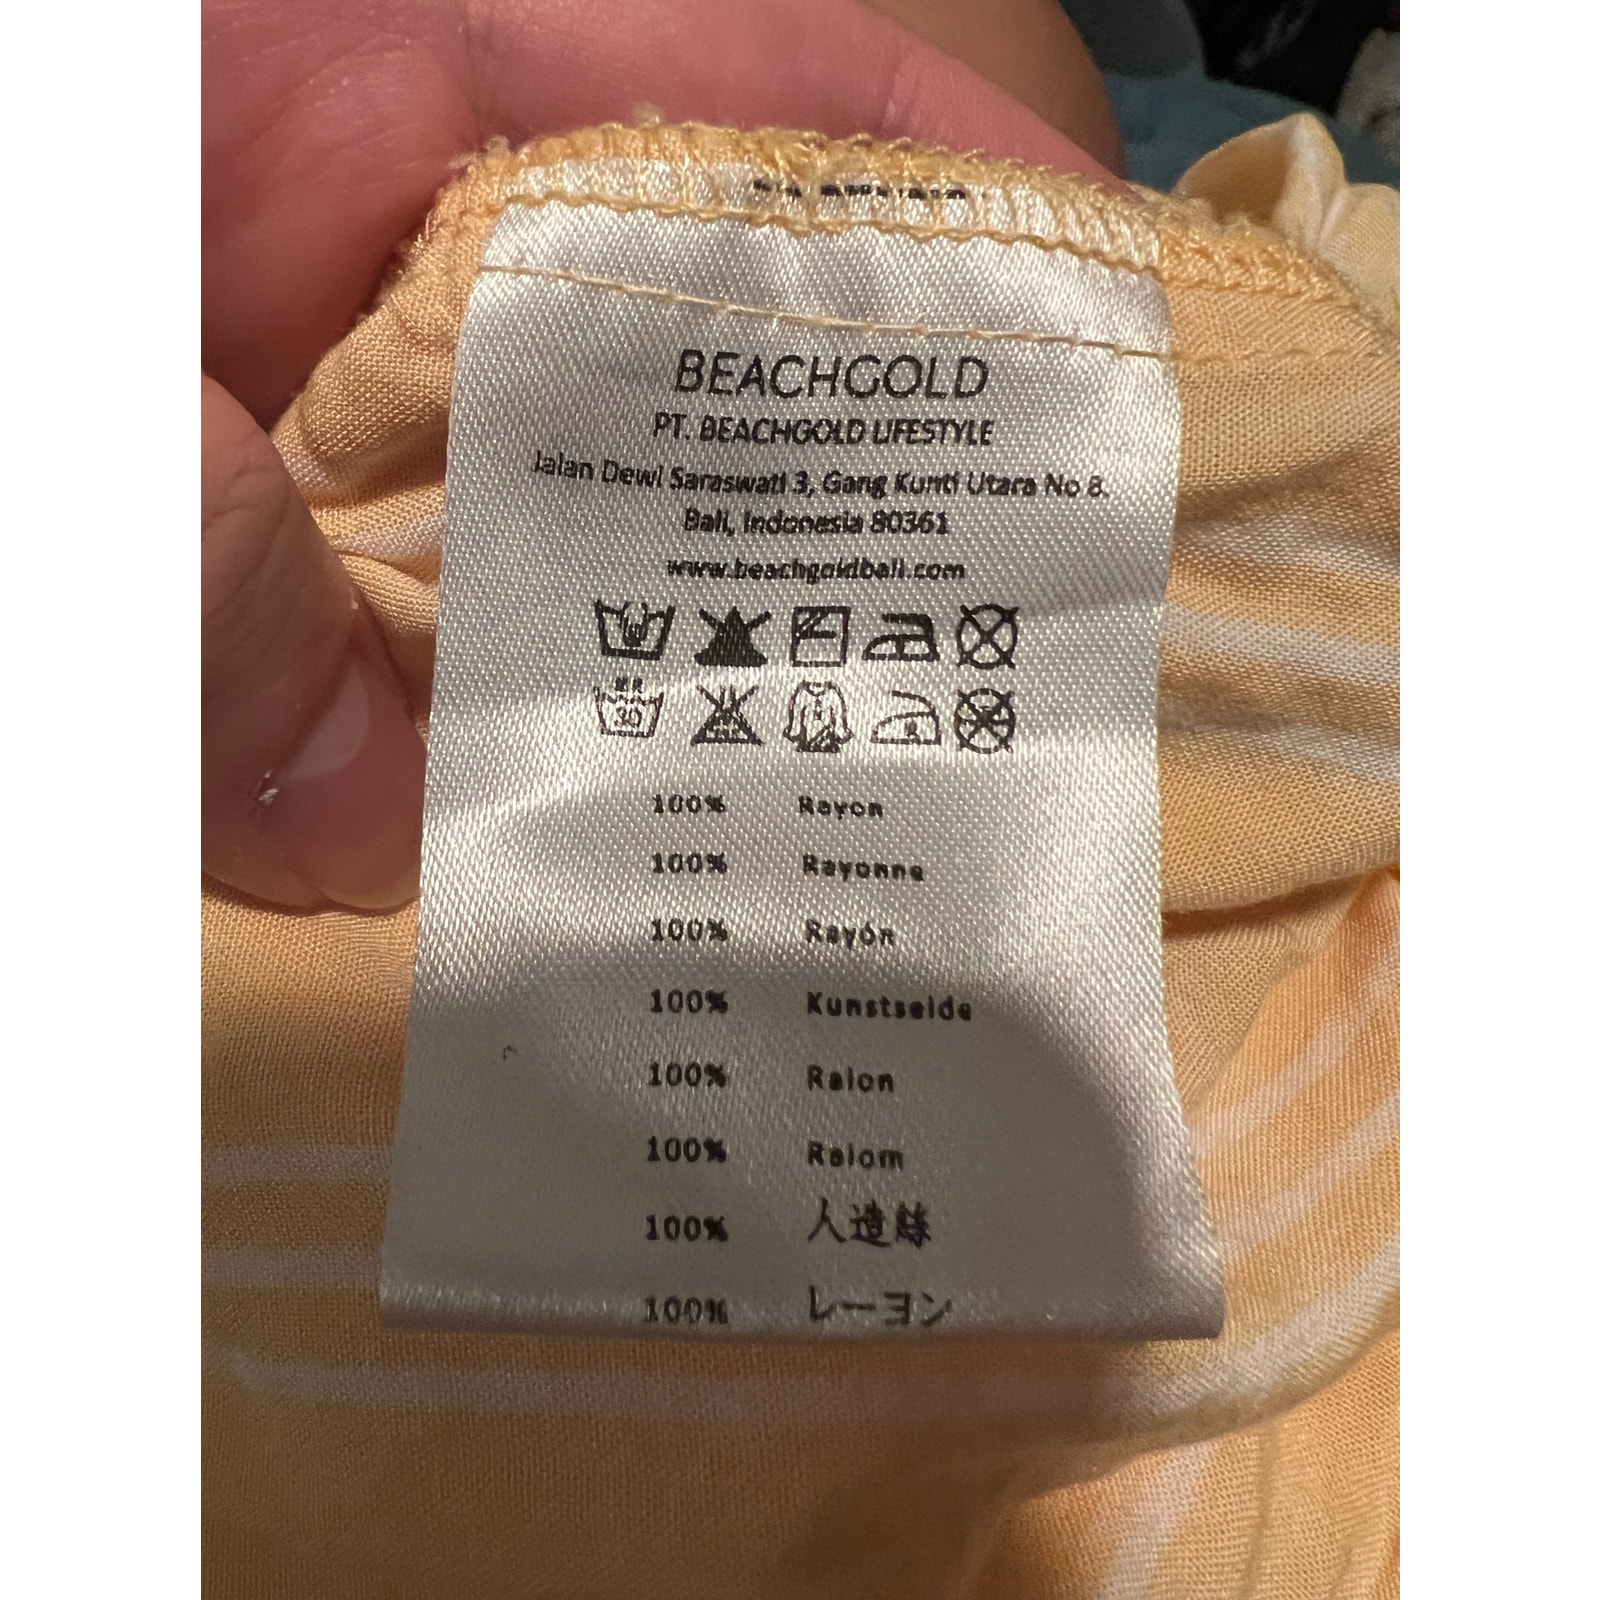 BEACHGOLD
PT. BEACHGOLD LIFESTYLE
Jalan Dewi Saraswati 3, Gang Kunti Utara No 8.
Bali, Indonesia 80361
www.beachgoldbali.com
30
100% Rayon
100% Rayonne
100% Rayón
100% Kunstseide
100% Raion
100% Raiom
100% 人造絲
100% レーヨン